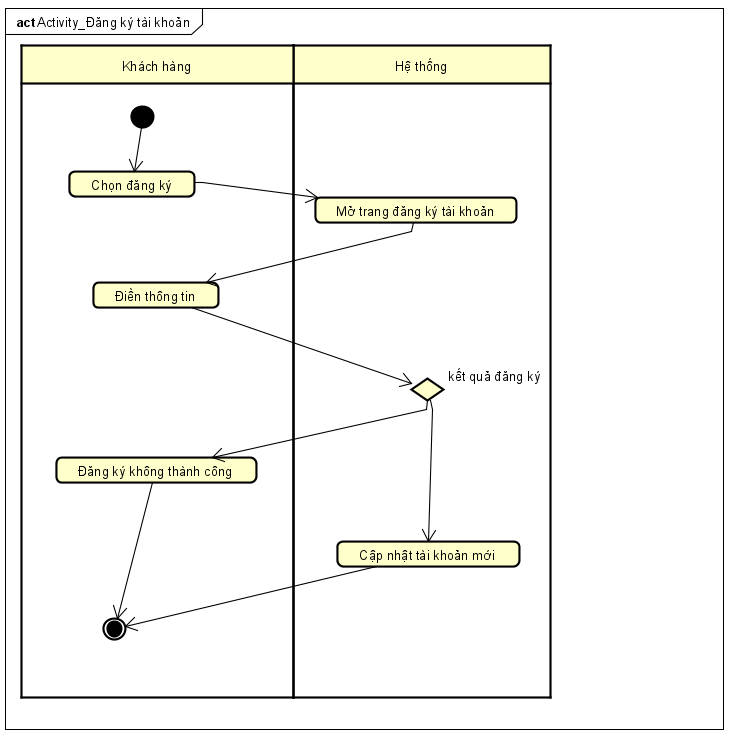 act Activity_Đăng ký tài khoản
Khách hàng
Hệ thống
Chọn đăng ký
Mở trang đăng ký tài khoản
Điền thông tin
kết quả đăng ký
Đăng ký không thành công
Cập nhật tài khoản mới